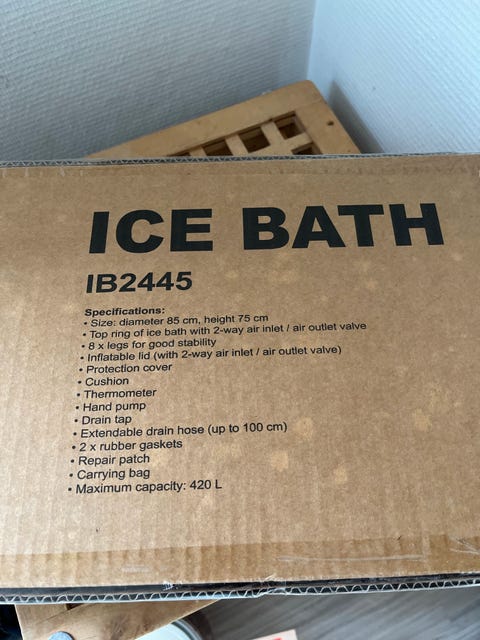 ICE BATH
IB2445
Specifications:
• Size: diameter 85 cm, height 75 cm
• Top ring of ice bath with 2-way air inlet / air outlet valve
• 8 x legs for good stability
• Inflatable lid (with 2-way air inlet / air outlet valve)
• Protection cover
• Cushion
• Thermometer
• Hand pump
• Drain tap
• Extendable drain hose (up to 100 cm)
• 2 x rubber gaskets
• Repair patch
• Carrying bag
• Maximum capacity: 420 L